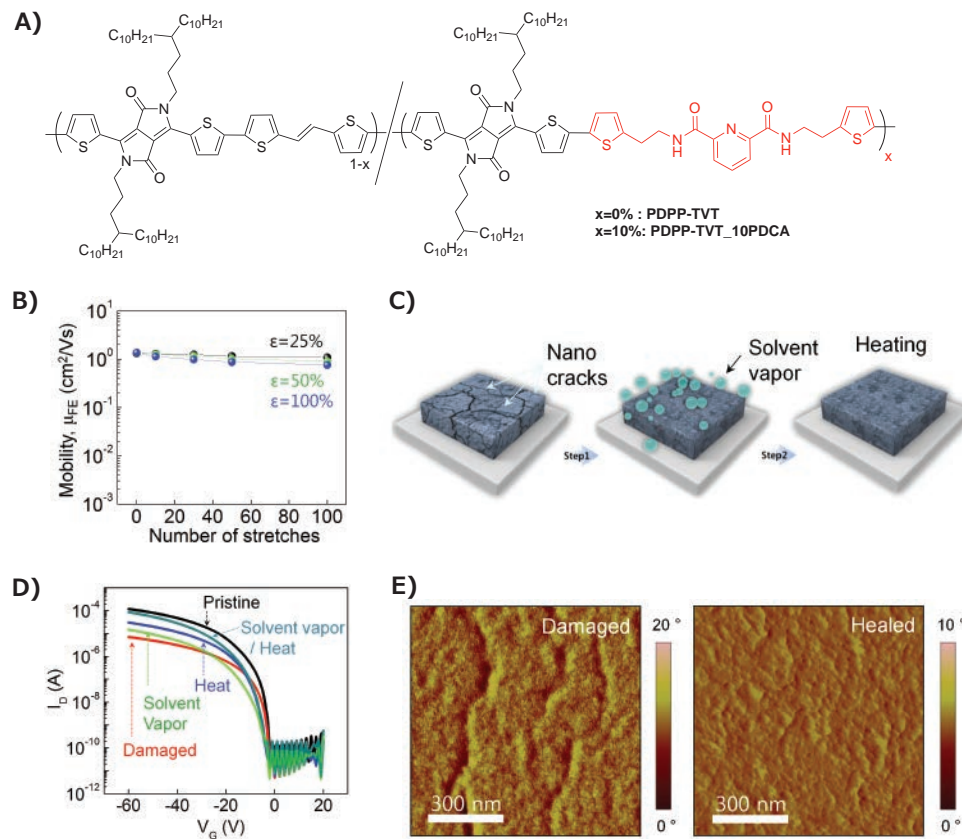 A)
C10H21
C10H21
C10H21
C10H21
O
N
S
S
S
S
1-x
N
O
C10H21
C10H21
O
N
S
S
S
O
N
O
NH
HN
S
x
N
O
C10H21
C10H21
x=0% : PDPP-TVT
x=10%: PDPP-TVT_10PDCA
B)
Mobility, μFE (cm2/Vs)
101
100
10-1
10-2
10-3
ε=25%
ε=50%
ε=100%
0 20 40 60 80 100
Number of stretches
C)
Nano
cracks
Solvent
vapor
Heating
Step1
Step2
D)
ID (A)
10-4
10-6
10-8
10-10
10-12
Pristine
Solvent vapor
/ Heat
Heat
Solvent
Vapor
Damaged
-60 -40 -20 0 20
VG (V)
E)
Damaged
300 nm
20 °
0 °
Healed
300 nm
10 °
0 °